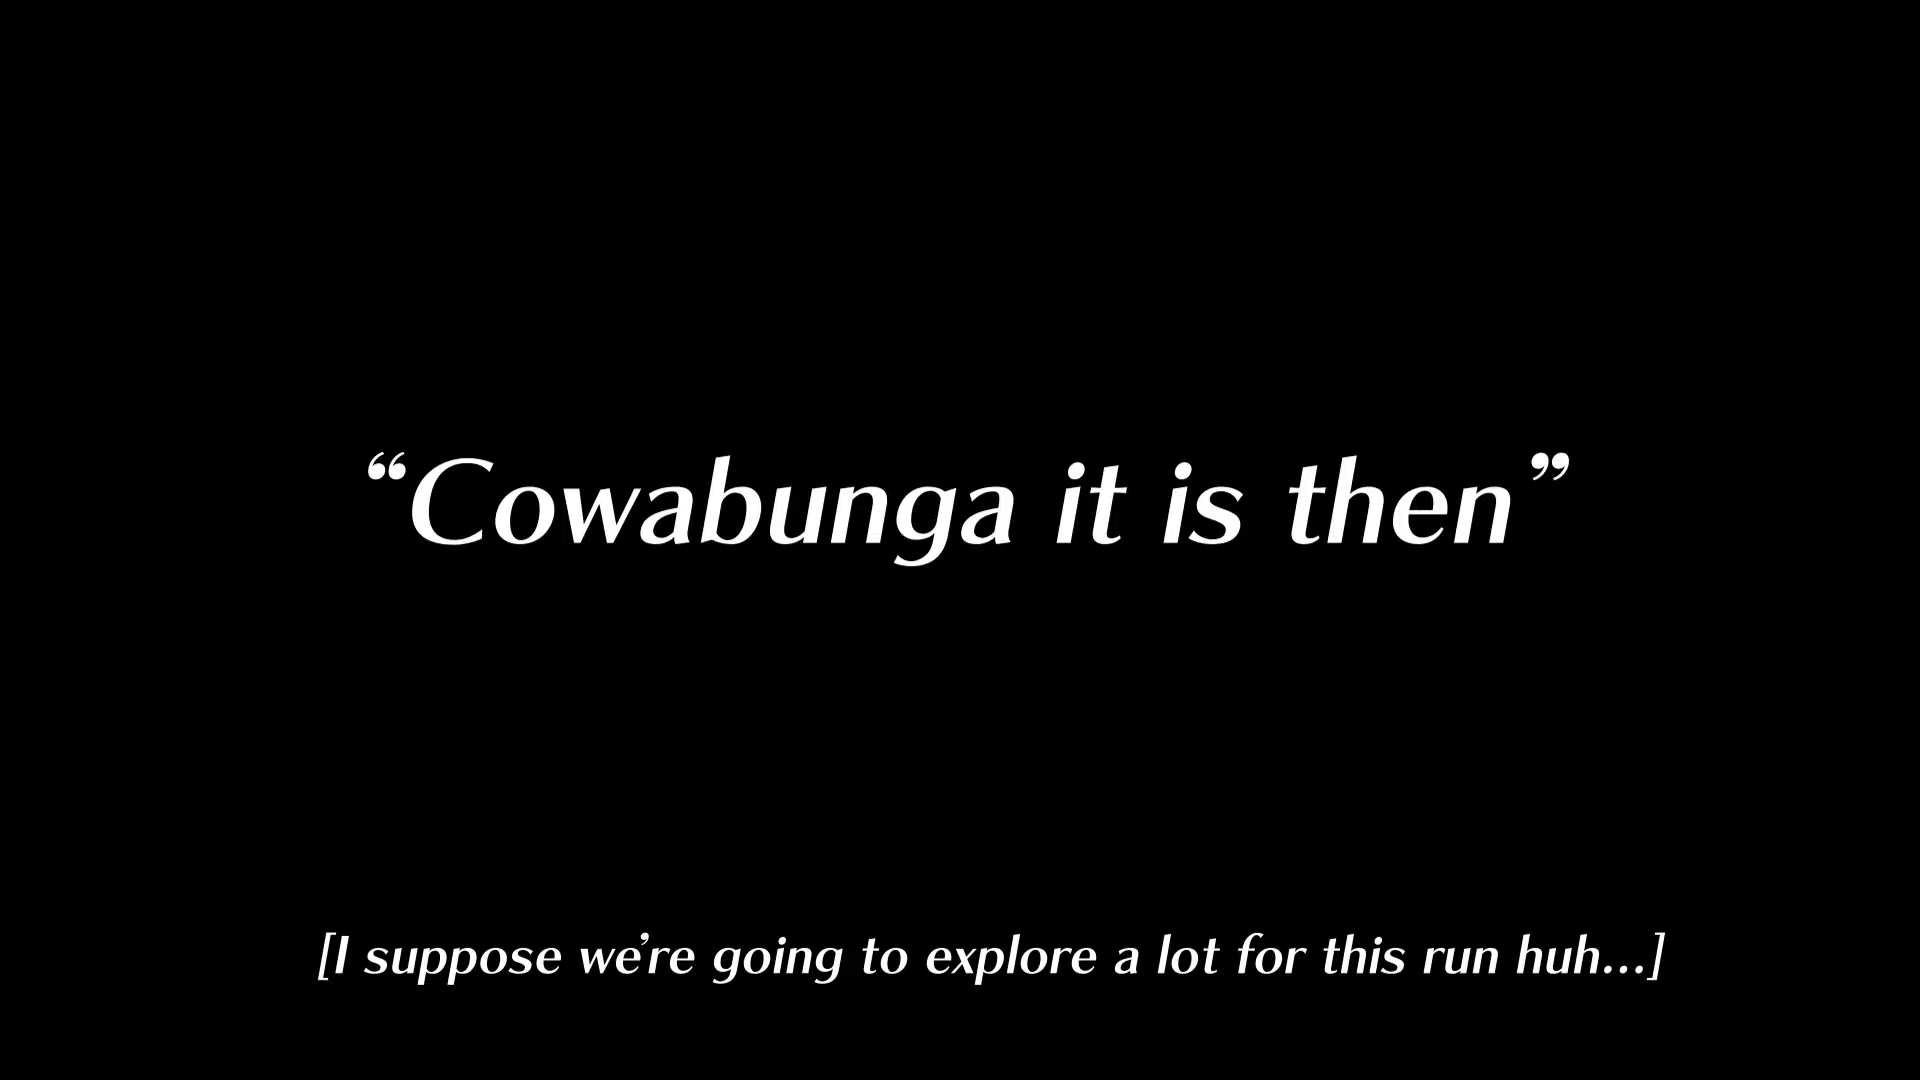 “Cowabunga it is then”
[I suppose we’re going to explore a lot for this run huh...]